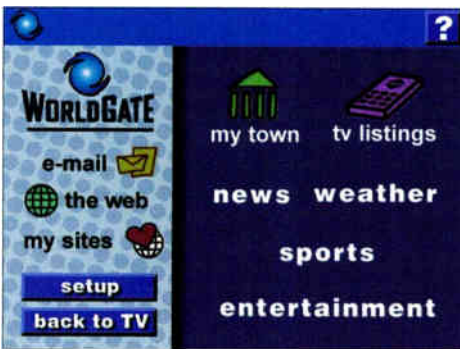 ?
WORLDGATE
e-mail
the web
my sites
setup
back to TV
my town tv listings
news weather
sports
entertainment